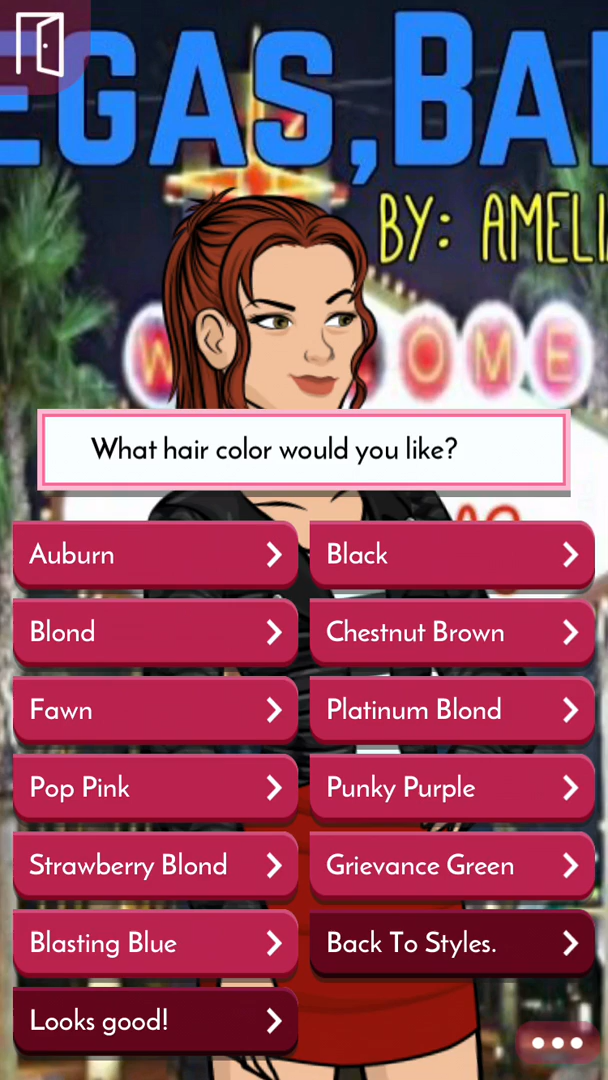 EGAS, BA
BY: AMELI
W OME
What hair color would you like?
Auburn
Black
Blond
Chestnut Brown
Fawn
Platinum Blond
Pop Pink
Punky Purple
Strawberry Blond
Grievance Green
Blasting Blue
Back To Styles.
Looks good!